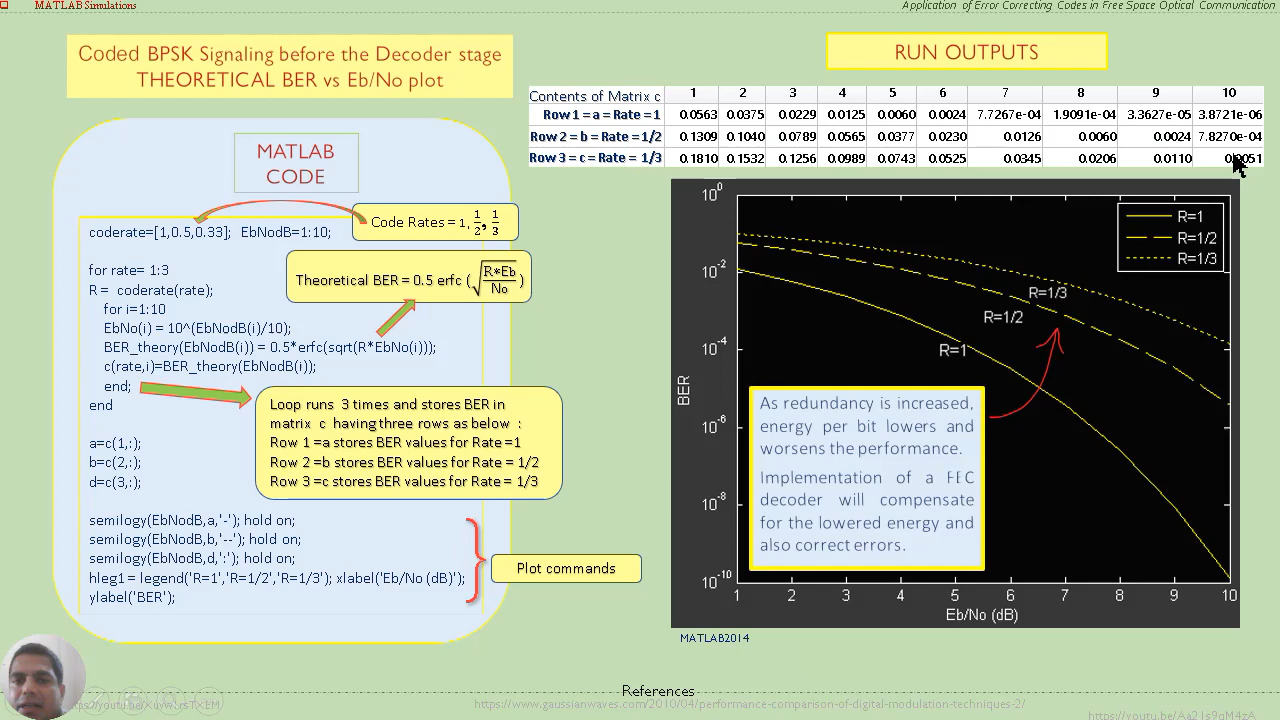 MATLAB Simulations
Application of Error Correcting Codes in Free Space Optical Communication
Coded BPSK Signaling before the Decoder stage
THEORETICAL BER vs Eb/No plot
RUN OUTPUTS
Contents of Matrix c 1 2 3 4 5 6 7 8 9 10
Row 1 = a = Rate = 1 0.0563 0.0375 0.0229 0.0125 0.0060 0.0024 7.7267e-04 1.9091e-04 3.3627e-05 3.8721e-06
Row 2 = b = Rate = 1/2 0.1309 0.1040 0.0789 0.0565 0.0377 0.0230 0.0126 0.0060 0.0024 7.8270e-04
Row 3 = c = Rate = 1/3 0.1810 0.1532 0.1256 0.0989 0.0743 0.0525 0.0345 0.0206 0.0110 0.0051
MATLAB
CODE
Code Rates = 1, 1/2, 1/3
coderate=[1,0.5,0.33]; EbNodB=1:10;
Theoretical BER = 0.5 erfc (√(R*Eb/No))
for rate= 1:3
R = coderate(rate);
for i=1:10
EbNo(i) = 10^(EbNodB(i)/10);
BER_theory(EbNodB(i)) = 0.5*erfc(sqrt(R*EbNo(i)));
c(rate,i)=BER_theory(EbNodB(i));
end;
end
Loop runs 3 times and stores BER in
matrix c having three rows as below :
Row 1 =a stores BER values for Rate =1
Row 2 =b stores BER values for Rate = 1/2
Row 3 =c stores BER values for Rate = 1/3
a=c(1,:);
b=c(2,:);
d=c(3,:);
semilogy(EbNodB,a,'-'); hold on;
semilogy(EbNodB,b,'--'); hold on;
semilogy(EbNodB,d,':'); hold on;
hleg1 = legend('R=1','R=1/2','R=1/3'); xlabel('Eb/No (dB)');
ylabel('BER');
Plot commands
10^0
10^-2
10^-4
10^-6
10^-8
10^-10
BER
R=1
R=1/2
R=1/3
R=1/3
R=1/2
R=1
As redundancy is increased,
energy per bit lowers and
worsens the performance.
Implementation of a FEC
decoder will compensate
for the lowered energy and
also correct errors.
1 2 3 4 5 6 7 8 9 10
Eb/No (dB)
MATLAB2014
References
https://www.gaussianwaves.com/2010/04/performance-comparison-of-digital-modulation-techniques-2/